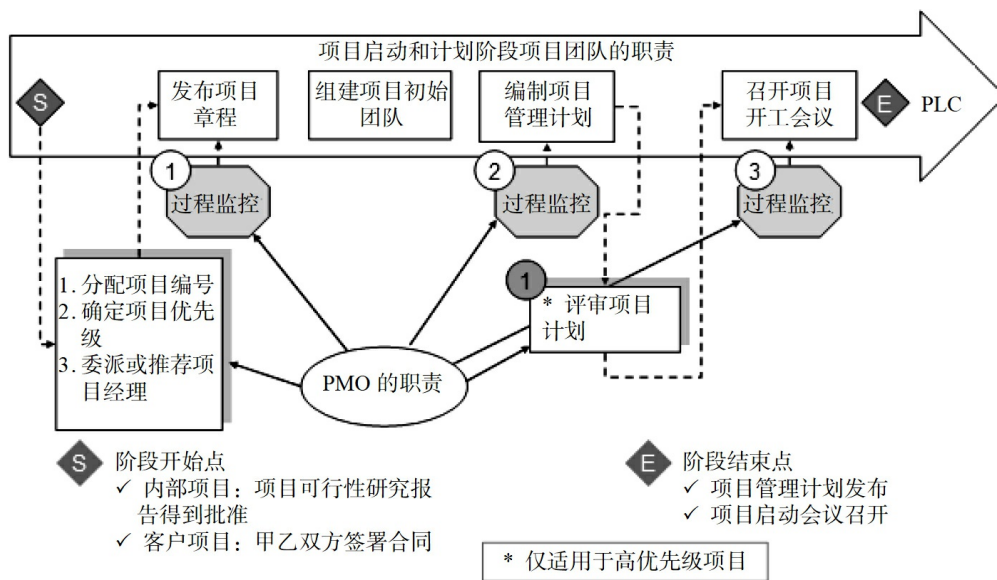 项目启动和计划阶段项目团队的职责
S
发布项目
章程
组建项目初始
团队
编制项目
管理计划
召开项目
开工会议
E
PLC
1
过程监控
2
过程监控
3
过程监控
1. 分配项目编号
2. 确定项目优先
级
3. 委派或推荐项
目经理
1
* 评审项目
计划
PMO 的职责
S
阶段开始点
✓ 内部项目：项目可行性研究报
告得到批准
✓ 客户项目：甲乙双方签署合同
E
阶段结束点
✓ 项目管理计划发布
✓ 项目启动会议召开
* 仅适用于高优先级项目